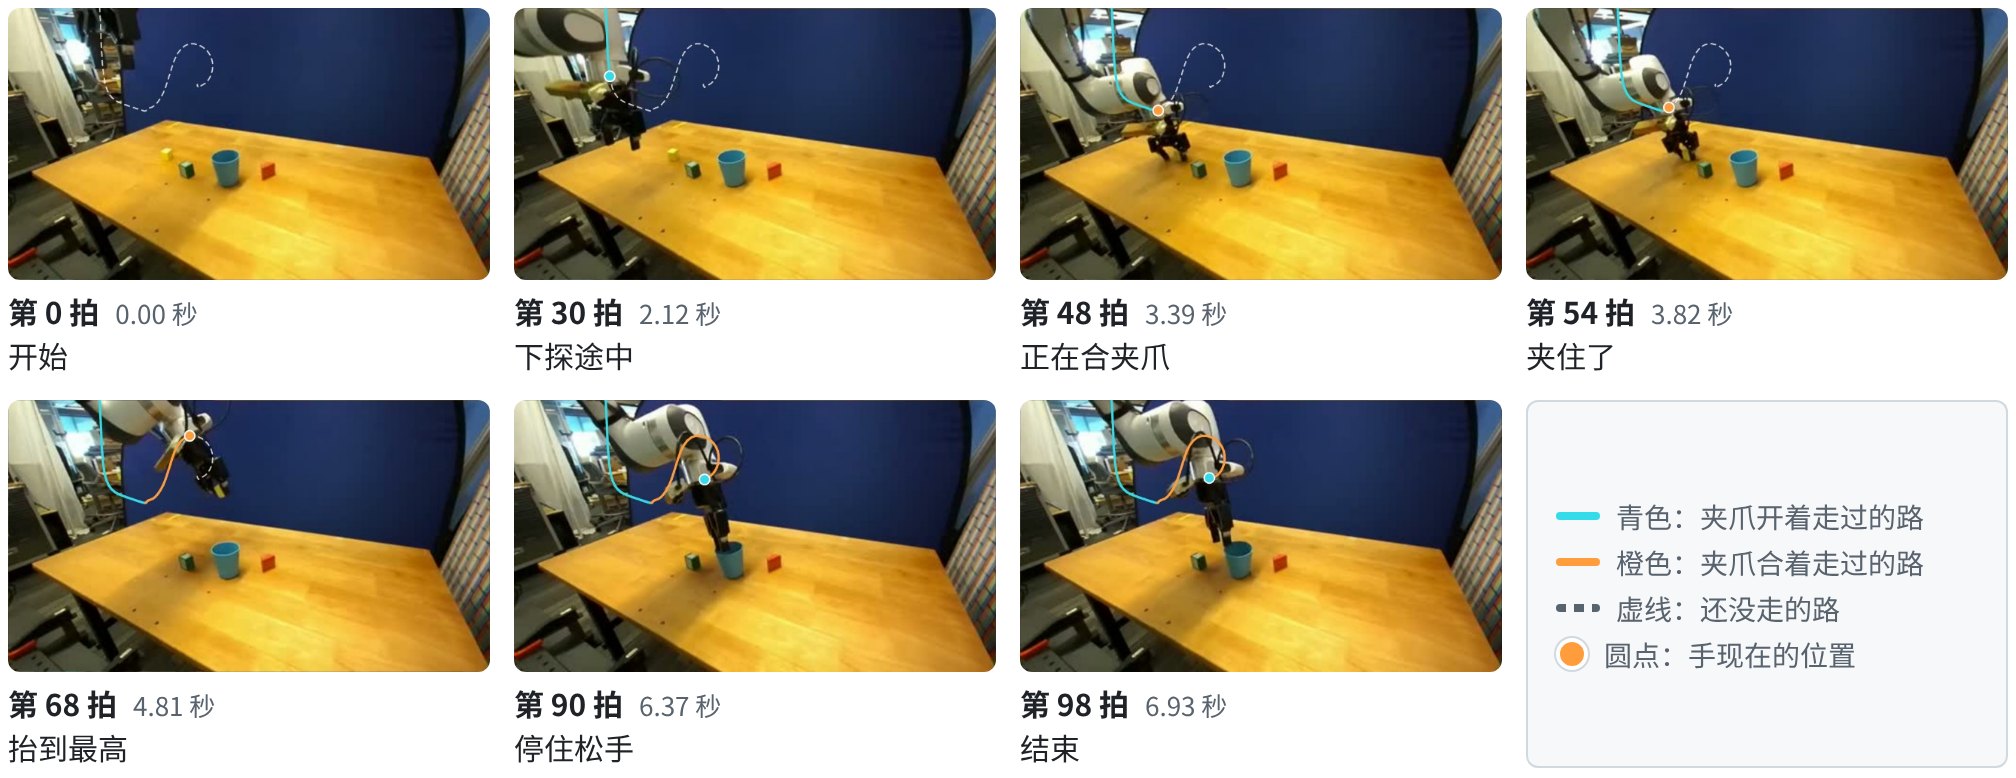 第 0 拍 0.00 秒
开始
第 30 拍 2.12 秒
下探途中
第 48 拍 3.39 秒
正在合夹爪
第 54 拍 3.82 秒
夹住了
第 68 拍 4.81 秒
抬到最高
第 90 拍 6.37 秒
停住松手
第 98 拍 6.93 秒
结束
青色：夹爪开着走过的路
橙色：夹爪合着走过的路
虚线：还没走的路
圆点：手现在的位置